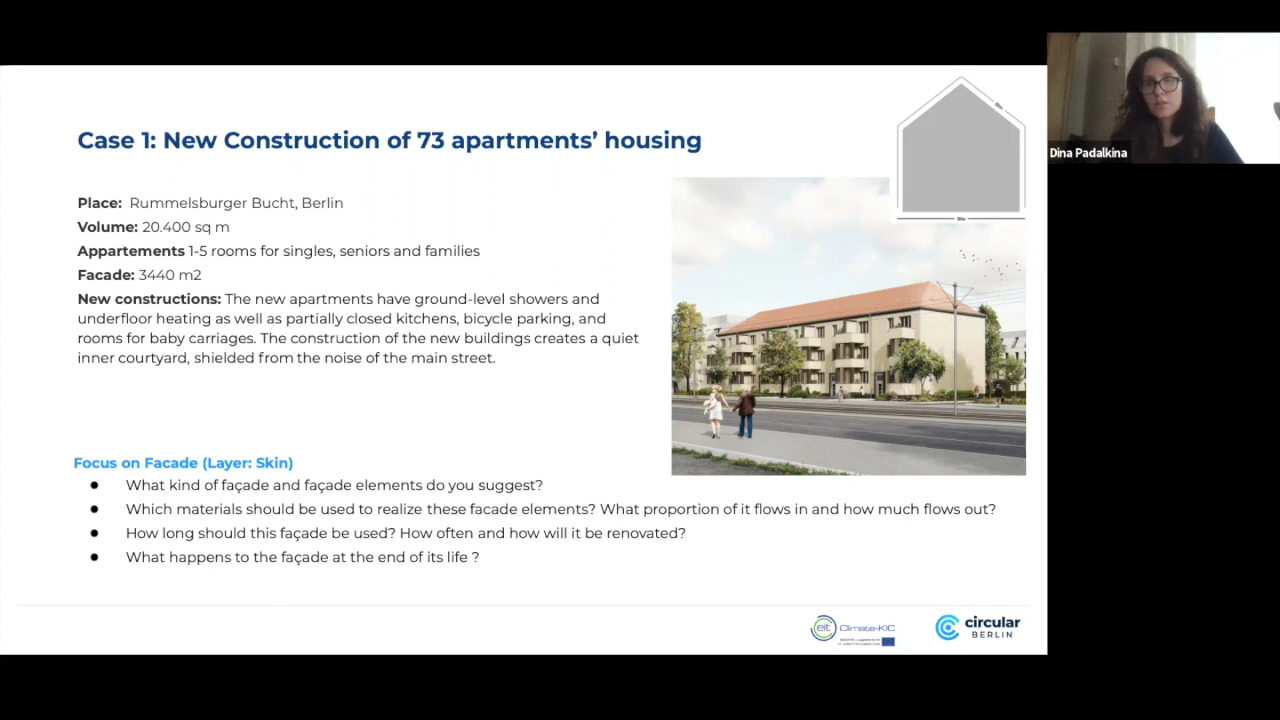 Case 1: New Construction of 73 apartments’ housing
Place: Rummelsburger Bucht, Berlin
Volume: 20.400 sq m
Appartements 1-5 rooms for singles, seniors and families
Facade: 3440 m2
New constructions: The new apartments have ground-level showers and
underfloor heating as well as partially closed kitchens, bicycle parking, and
rooms for baby carriages. The construction of the new buildings creates a quiet
inner courtyard, shielded from the noise of the main street.
Focus on Facade (Layer: Skin)
● What kind of façade and façade elements do you suggest?
● Which materials should be used to realize these facade elements? What proportion of it flows in and how much flows out?
● How long should this façade be used? How often and how will it be renovated?
● What happens to the façade at the end of its life ?
eit Climate-KIC
circular
BERLIN
Dina Padalkina